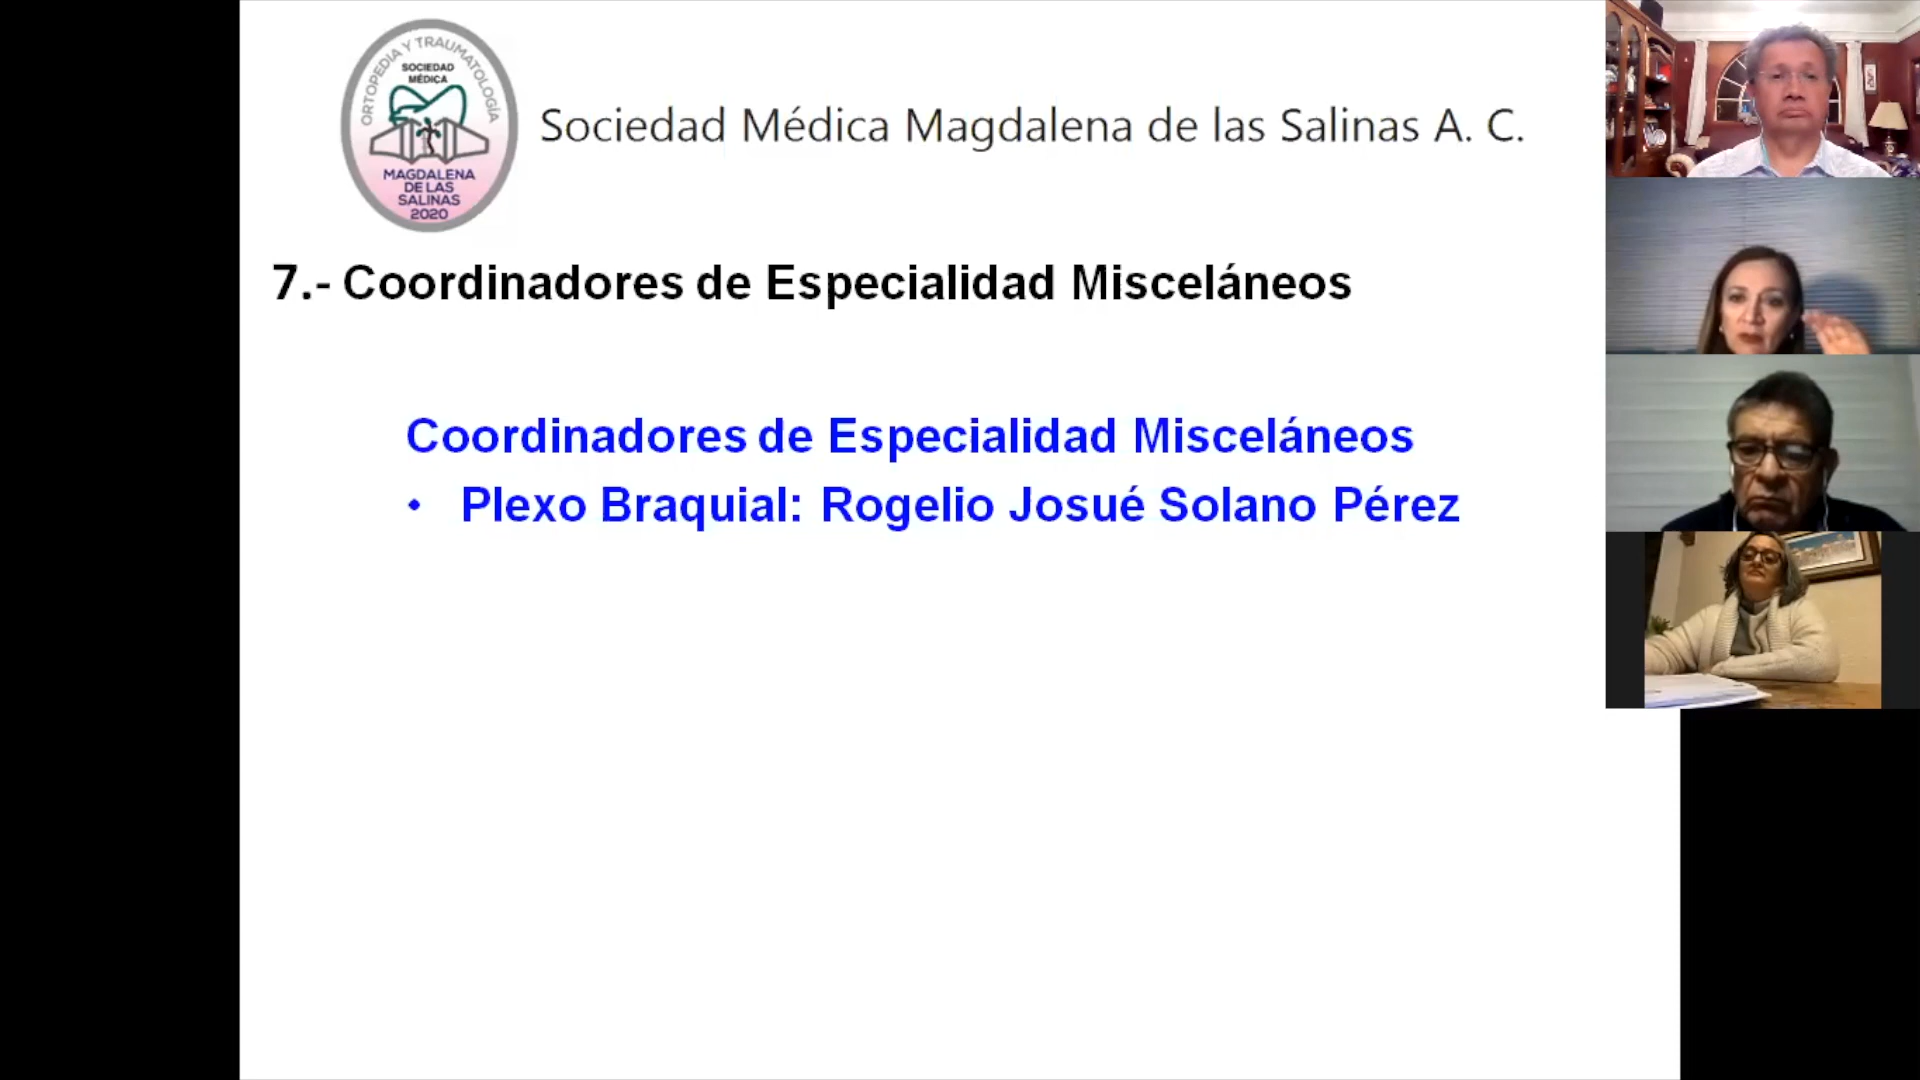 ORTOPEDIA Y TRAUMATOLOGÍA
SOCIEDAD
MÉDICA
MAGDALENA
DE LAS
SALINAS
2020
Sociedad Médica Magdalena de las Salinas A. C.
7.- Coordinadores de Especialidad Misceláneos
Coordinadores de Especialidad Misceláneos
• Plexo Braquial: Rogelio Josué Solano Pérez